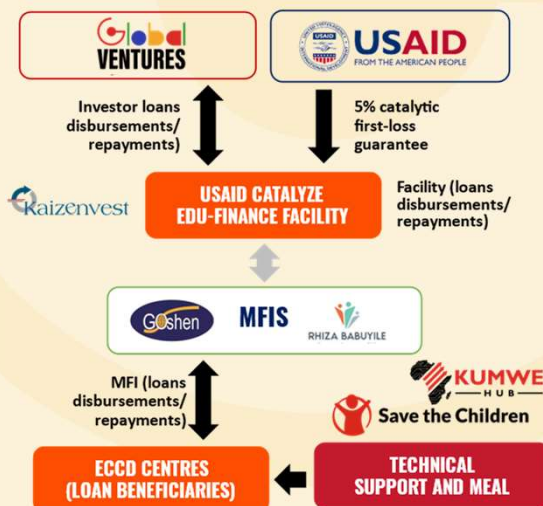 Global
VENTURES
USAID
FROM THE AMERICAN PEOPLE
Investor loans
disbursements/
repayments)
5% catalytic
first-loss
guarantee
Kaizenvest
USAID CATALYZE
EDU-FINANCE FACILITY
Facility (loans
disbursements/
repayments)
Goshen
MFIS
RHIZA BABUYILE
MFI (loans
disbursements/
repayments)
KUMWE
HUB
Save the Children
ECCD CENTRES
(LOAN BENEFICIARIES)
TECHNICAL
SUPPORT AND MEAL